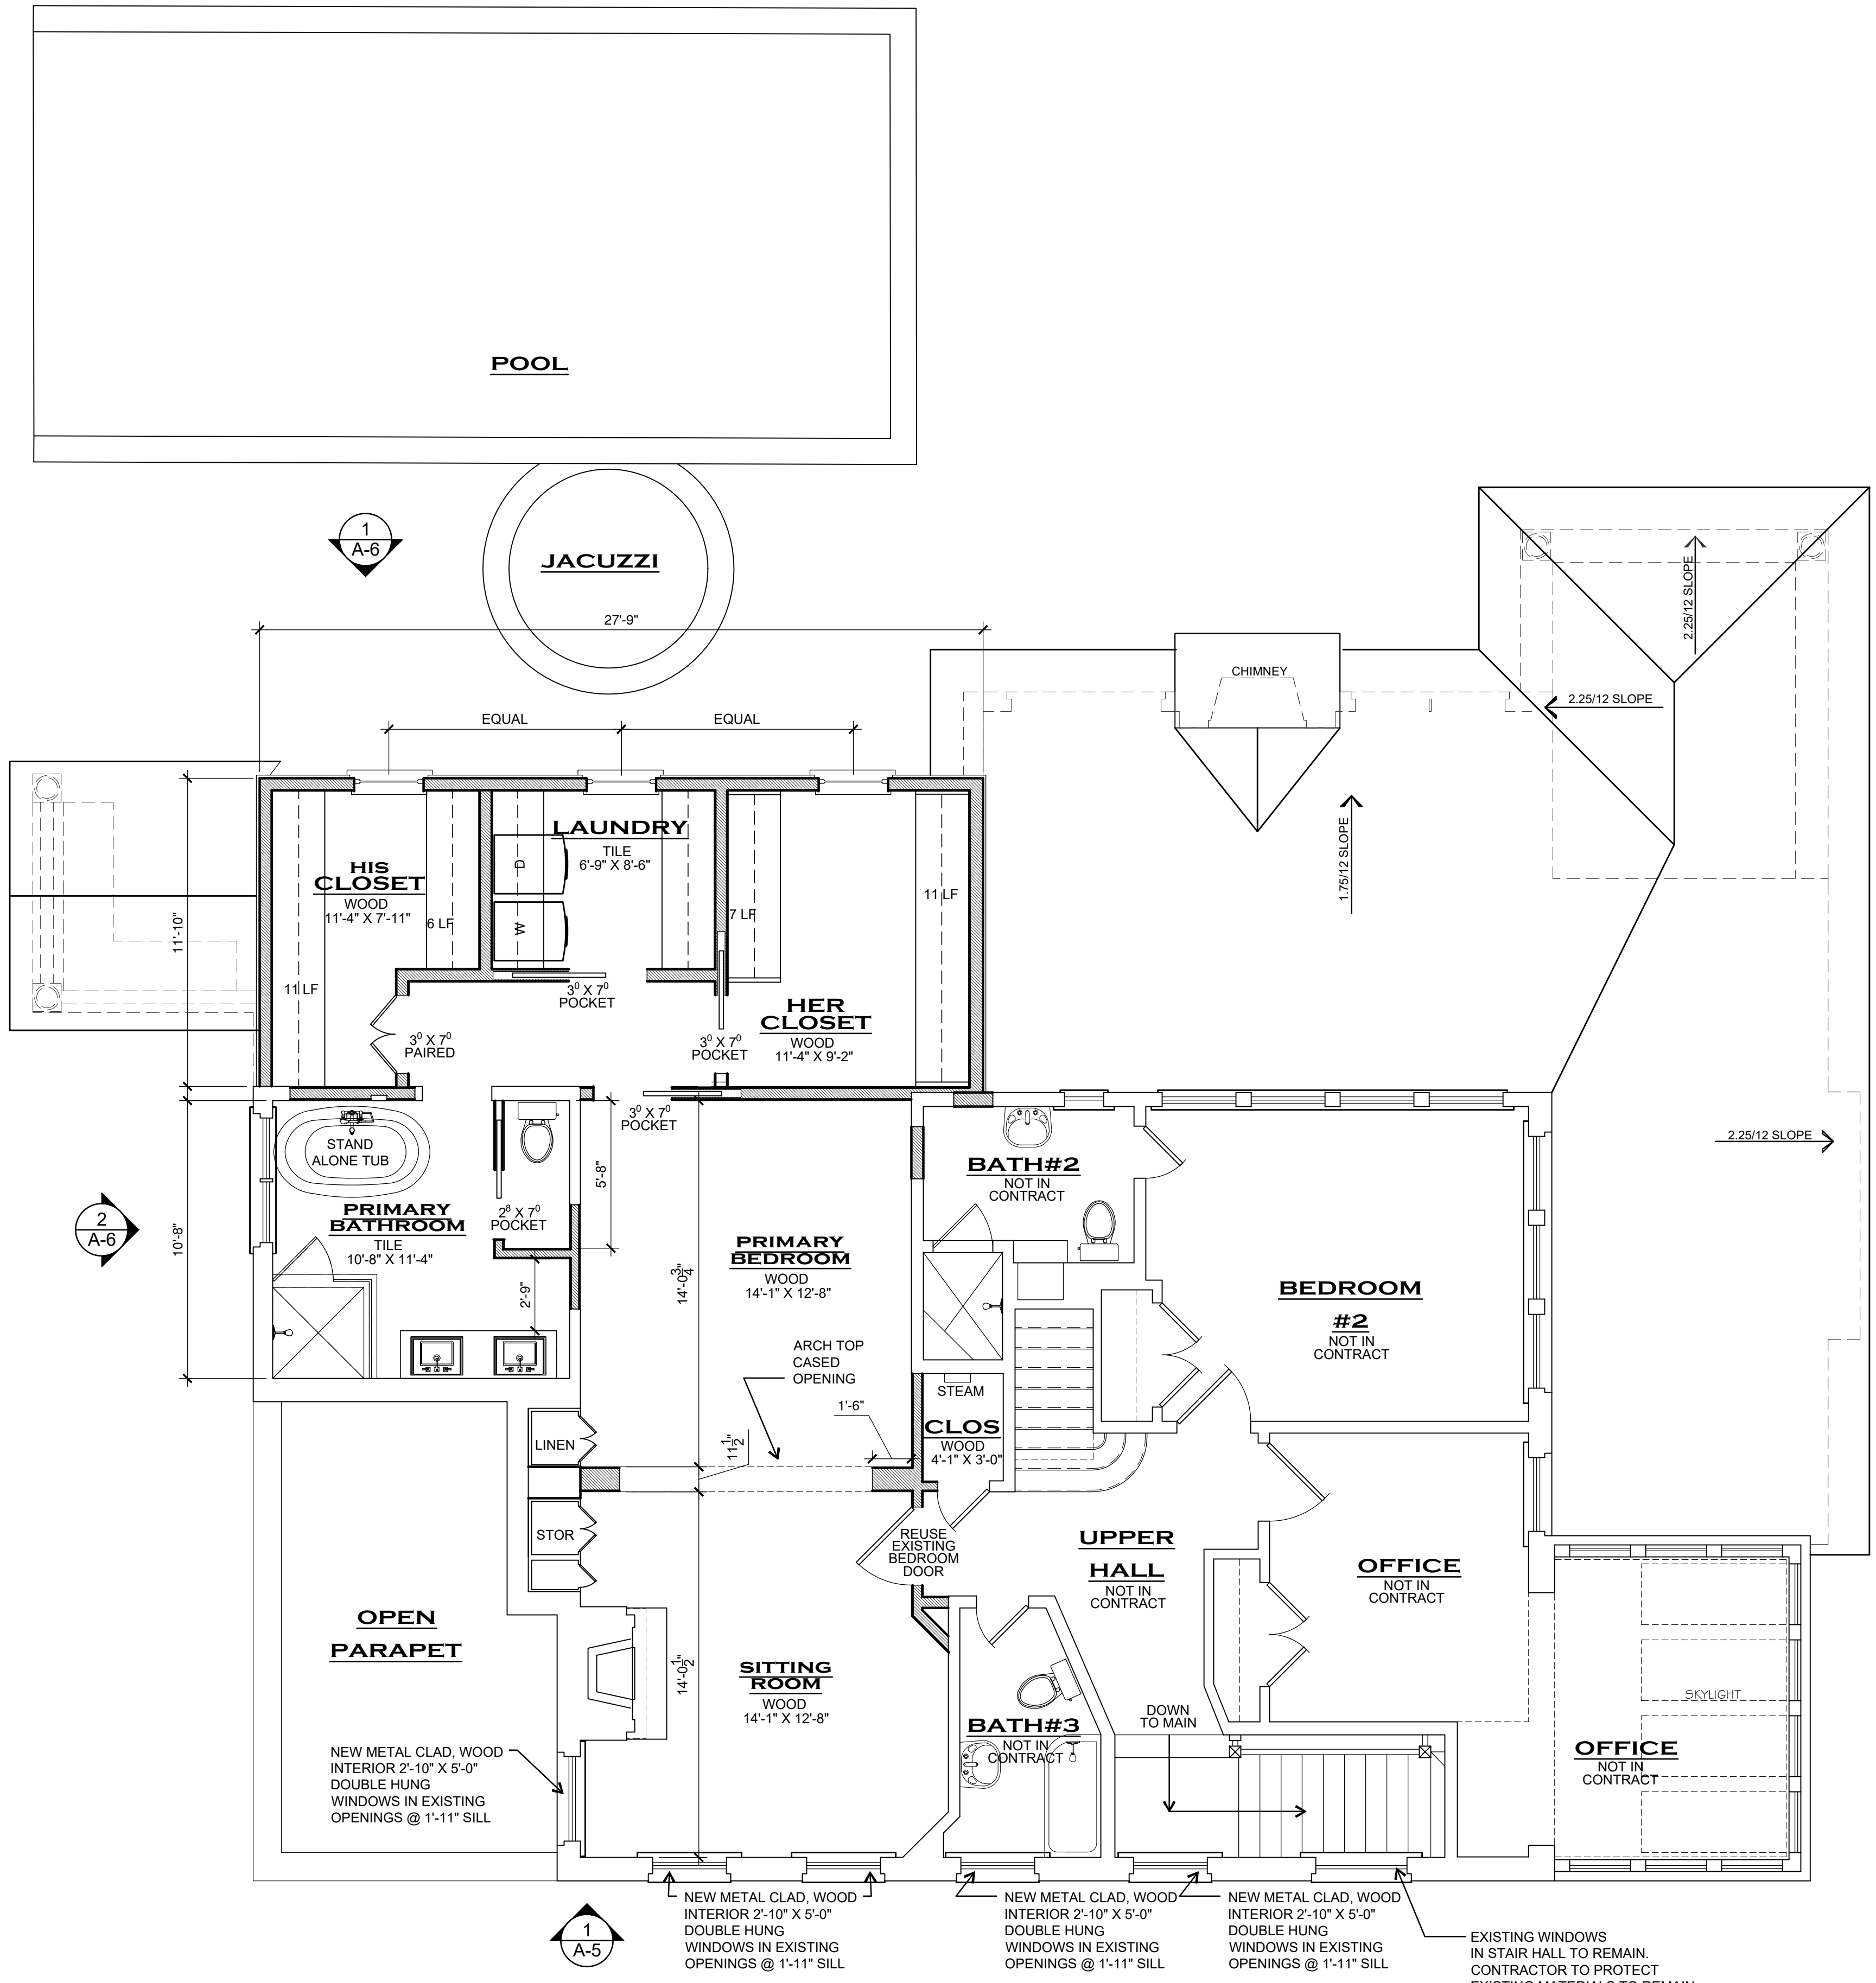 POOL
1
A-6
JACUZZI
27'-9"
CHIMNEY
2.25/12 SLOPE
2.25/12 SLOPE
EQUAL
EQUAL
1.75/12 SLOPE
LAUNDRY
TILE
6'-9" X 8'-6"
D
W
HIS
CLOSET
WOOD
11'-4" X 7'-11"
6 LF
11 LF
7 LF
11 LF
11'-10"
3⁰ X 7⁰
POCKET
HER
CLOSET
WOOD
11'-4" X 9'-2"
3⁰ X 7⁰
PAIRED
3⁰ X 7⁰
POCKET
3⁰ X 7⁰
POCKET
STAND
ALONE TUB
2.25/12 SLOPE
BATH#2
NOT IN
CONTRACT
5'-8"
2
A-6
10'-8"
PRIMARY
BATHROOM
TILE
10'-8" X 11'-4"
2⁸ X 7⁰
POCKET
2'-9"
PRIMARY
BEDROOM
WOOD
14'-1" X 12'-8"
14'-0 3/4"
BEDROOM
#2
NOT IN
CONTRACT
ARCH TOP
CASED
OPENING
1'-6"
STEAM
CLOS
WOOD
4'-1" X 3'-0"
LINEN
11 1/2"
STOR
REUSE
EXISTING
BEDROOM
DOOR
UPPER
HALL
NOT IN
CONTRACT
OFFICE
NOT IN
CONTRACT
OPEN
PARAPET
SITTING
ROOM
WOOD
14'-1" X 12'-8"
14'-0 1/2"
SKYLIGHT
DOWN
TO MAIN
BATH#3
NOT IN
CONTRACT
OFFICE
NOT IN
CONTRACT
NEW METAL CLAD, WOOD
INTERIOR 2'-10" X 5'-0"
DOUBLE HUNG
WINDOWS IN EXISTING
OPENINGS @ 1'-11" SILL
1
A-5
NEW METAL CLAD, WOOD
INTERIOR 2'-10" X 5'-0"
DOUBLE HUNG
WINDOWS IN EXISTING
OPENINGS @ 1'-11" SILL
NEW METAL CLAD, WOOD
INTERIOR 2'-10" X 5'-0"
DOUBLE HUNG
WINDOWS IN EXISTING
OPENINGS @ 1'-11" SILL
NEW METAL CLAD, WOOD
INTERIOR 2'-10" X 5'-0"
DOUBLE HUNG
WINDOWS IN EXISTING
OPENINGS @ 1'-11" SILL
EXISTING WINDOWS
IN STAIR HALL TO REMAIN.
CONTRACTOR TO PROTECT
EXISTING MATERIALS TO REMAIN